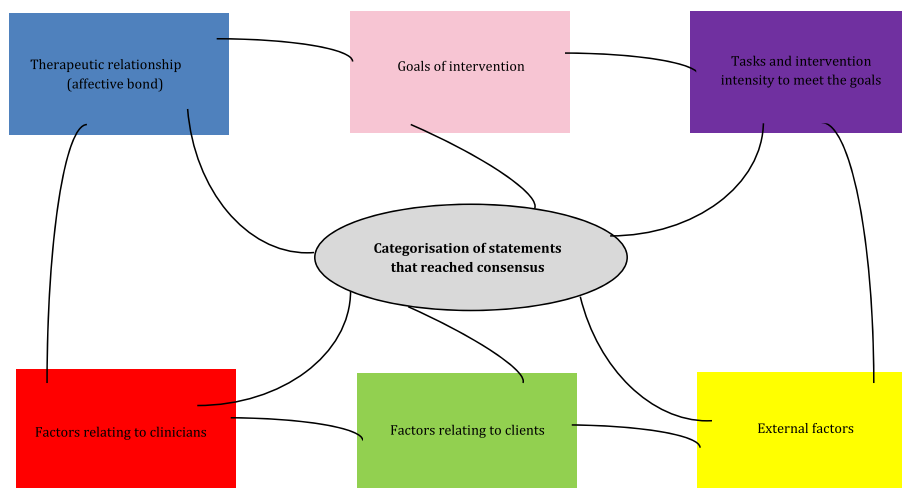 Therapeutic relationship
(affective bond)
Goals of intervention
Tasks and intervention
intensity to meet the goals
Categorisation of statements
that reached consensus
Factors relating to clinicians
Factors relating to clients
External factors